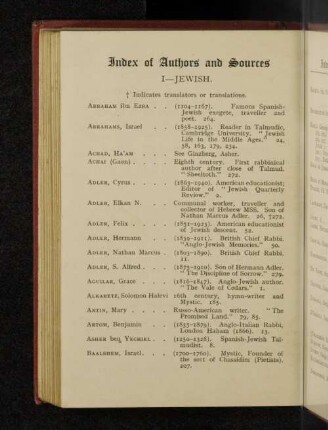 Index of Authors and Sources
I—JEWISH.
† Indicates translators or translations.
ABRAHAM IBN EZRA . . (1104-1167). Famous Spanish-
Jewish exegete, traveller and
poet. 264.
ABRAHAMS, Israel . . (1858-1925). Reader in Talmudic,
Cambridge University. "Jewish
Life in the Middle Ages." 24,
58, 163, 179, 234.
ACHAD, HA'AM . . . See Ginzberg, Asher.
ACHAI (GAON) . . . Eighth century. First rabbinical
author after close of Talmud.
"Sheeltoth." 272.
ADLER, Cyrus . . . (1863-1940). American educationist;
Editor of "Jewish Quarterly
Review." 2.
ADLER, Elkan N. . . Communal worker, traveller and
collector of Hebrew MSS. Son of
Nathan Marcus Adler. 26,
ADLER, Felix . . . (1851-1933). American educationist
of Jewish descent. 52.
ADLER, Hermann . . (1839-1911). British Chief Rabbi.
"Anglo-Jewish Memories." 50.
ADLER, Nathan Marcus . (1803-1890). British Chief Rabbi.
11.
ADLER, S. Alfred . . (1875-1910). Son of Hermann Adler.
"The Discipline of Sorrow." 279.
AGUILAR, Grace . . (1816-1847). Anglo-Jewish author.
"The Vale of Cedars." 1.
ALKABETZ, Solomon Halevi 16th century, hymn-writer and
Mystic. 185.
ANTIN, Mary . . . Russo-American writer. "The
Promised Land." 79, 85.
ARTOM, Benjamin . . (1835-1879). Anglo-Italian Rabbi,
London Haham (1866). 13.
ASHER ben YECHIEL . . (1250-1328). Spanish-Jewish Tal-
mudist. 8.
BAALSHEM, Israel . . (1700-1760). Mystic, Founder of
the sect of Chassidim (Pietists).
207.